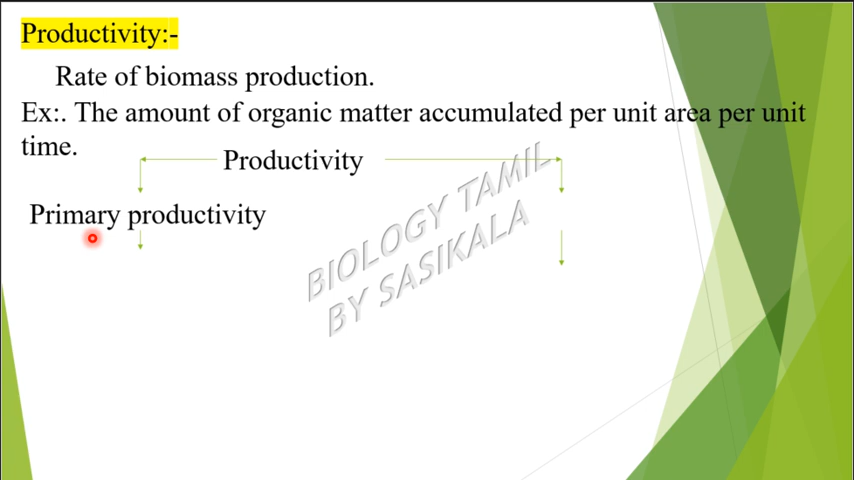 Productivity:-
Rate of biomass production.
Ex:. The amount of organic matter accumulated per unit area per unit
time.
Productivity
Primary productivity
BIOLOGY TAMIL
BY SASIKALA